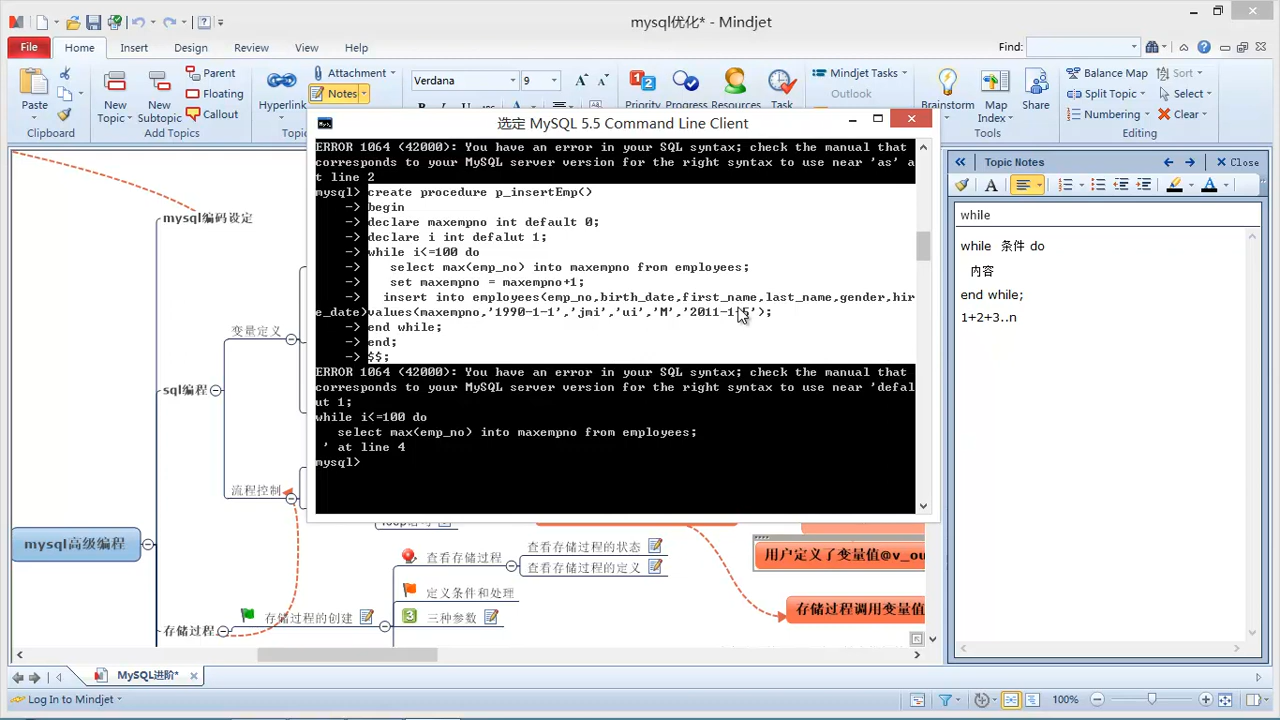 mysql优化* - Mindjet
File Home Insert Design Review View Help Find:
Paste
Clipboard
New Topic
New Subtopic
Parent
Floating
Callout
Add Topics
Hyperlink
Attachment
Notes
Verdana 9
Priority Progress Resources Task
Mindjet Tasks
Outlook
Brainstorm
Map Index
Share
Tools
Balance Map
Split Topic
Callout
Sort
Select
Clear
Editing
选定 MySQL 5.5 Command Line Client
ERROR 1064 (42000): You have an error in your SQL syntax; check the manual that
corresponds to your MySQL server version for the right syntax to use near 'as' a
t line 2
mysql> create procedure p_insertEmp()
-> begin
-> declare maxempno int default 0;
-> declare i int defalut 1;
-> while i<=100 do
-> select max(emp_no) into maxempno from employees;
-> set maxempno = maxempno+1;
-> insert into employees(emp_no,birth_date,first_name,last_name,gender,hir
e_date)values(maxempno,'1990-1-1','jmi','ui','M','2011-1-5');
-> end while;
-> end;
-> $$;
ERROR 1064 (42000): You have an error in your SQL syntax; check the manual that
corresponds to your MySQL server version for the right syntax to use near 'defal
ut 1;
while i<=100 do
select max(emp_no) into maxempno from employees;
' at line 4
mysql>
Topic Notes Close
while
while 条件 do
内容
end while;
1+2+3..n
mysql编码设定
变量定义
sql编程
流程控制
mysql高级编程
查看存储过程
查看存储过程的状态
查看存储过程的定义
定义条件和处理
存储过程的创建
三种参数
存储过程
用户定义了变量值@v_ou
存储过程调用变量值
MySQL进阶*
Log In to Mindjet
100%